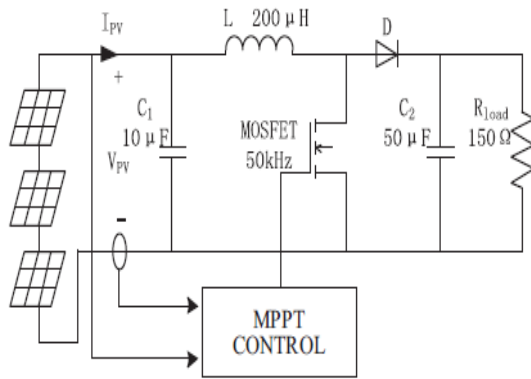 I_PV
L 200 μH
D
+
C_1
10 μF
MOSFET
50kHz
C_2
50 μF
R_load
150 Ω
V_PV
-
MPPT
CONTROL